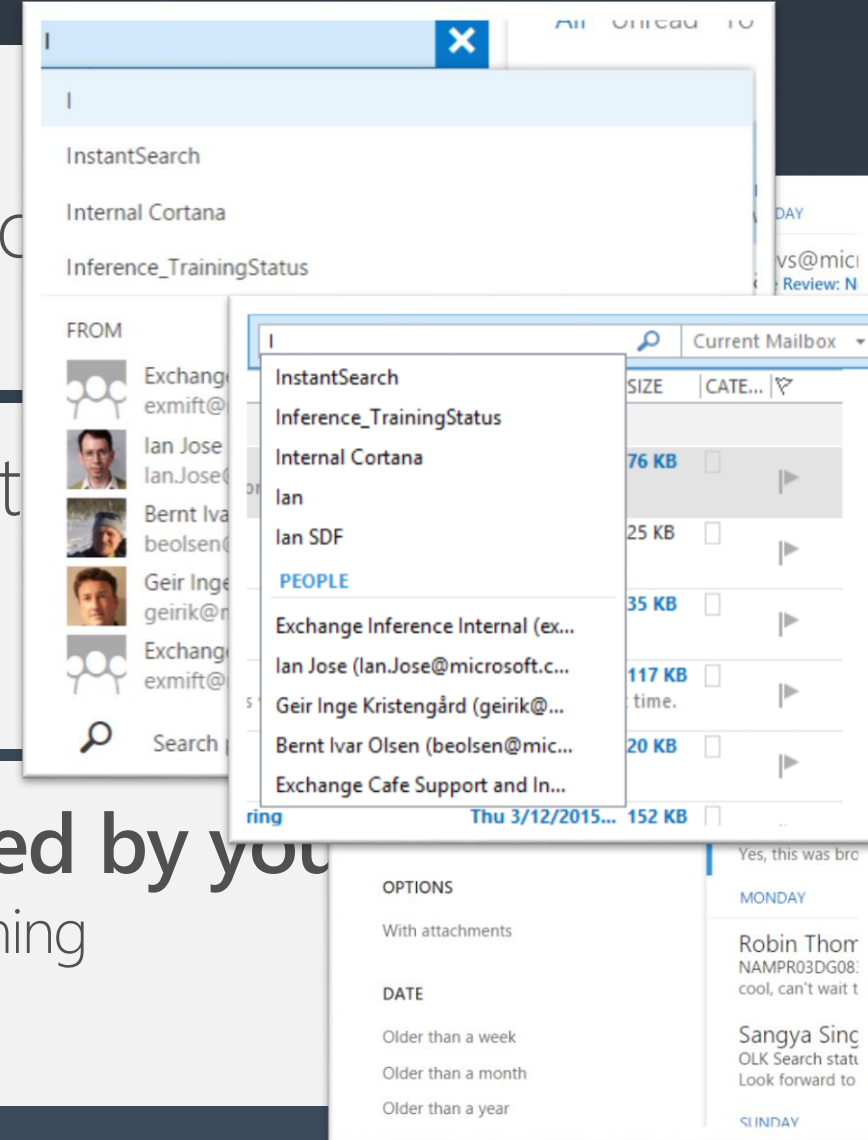 I
All Unread To
I
InstantSearch
Internal Cortana
Inference_TrainingStatus
FROM
Exchange
exmift@
Ian Jose
Ian.Jose@
Bernt Iva
beolsen@
Geir Inge
geirik@
Exchang
exmift@
Search
DAY
vs@micr
Review: N
I
Current Mailbox
InstantSearch
Inference_TrainingStatus
Internal Cortana
Ian
Ian SDF
PEOPLE
Exchange Inference Internal (ex...
Ian Jose (Ian.Jose@microsoft.c...
Geir Inge Kristengård (geirik@...
Bernt Ivar Olsen (beolsen@mic...
Exchange Cafe Support and In...
SIZE CATE...
76 KB
25 KB
35 KB
117 KB
time.
20 KB
ring Thu 3/12/2015... 152 KB
ed by you
ning
OPTIONS
With attachments
DATE
Older than a week
Older than a month
Older than a year
Yes, this was bro
MONDAY
Robin Thom
NAMPR03DG083
cool, can't wait t
Sangya Sing
OLK Search statu
Look forward to
SUNDAY